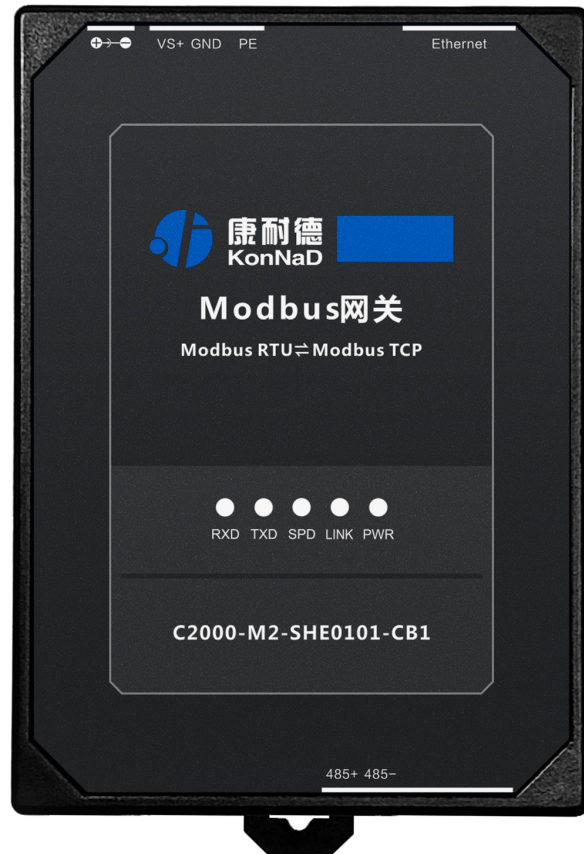 VS+ GND PE Ethernet
康耐德
KonNaD
Modbus网关
Modbus RTU⇌Modbus TCP
RXD TXD SPD LINK PWR
C2000-M2-SHE0101-CB1
485+ 485−